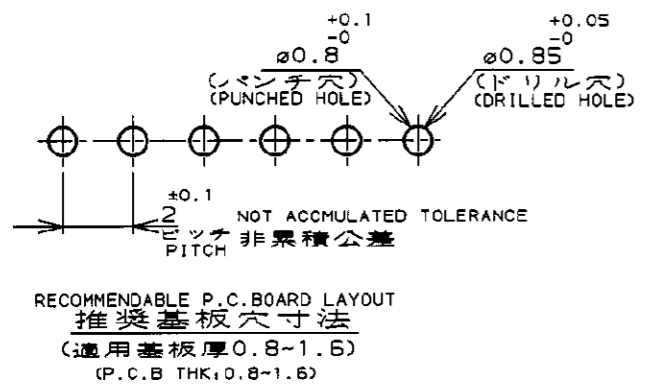 +0.1
-0
ø0.8
(パンチ穴)
(PUNCHED HOLE)
+0.05
-0
ø0.85
(ドリル穴)
(DRILLED HOLE)
±0.1
2
ピッチ
PITCH
NOT ACCMULATED TOLERANCE
非累積公差
RECOMMENDABLE P.C.BOARD LAYOUT
推奨基板穴寸法
(適用基板厚0.8~1.6)
(P.C.B THK:0.8~1.6)